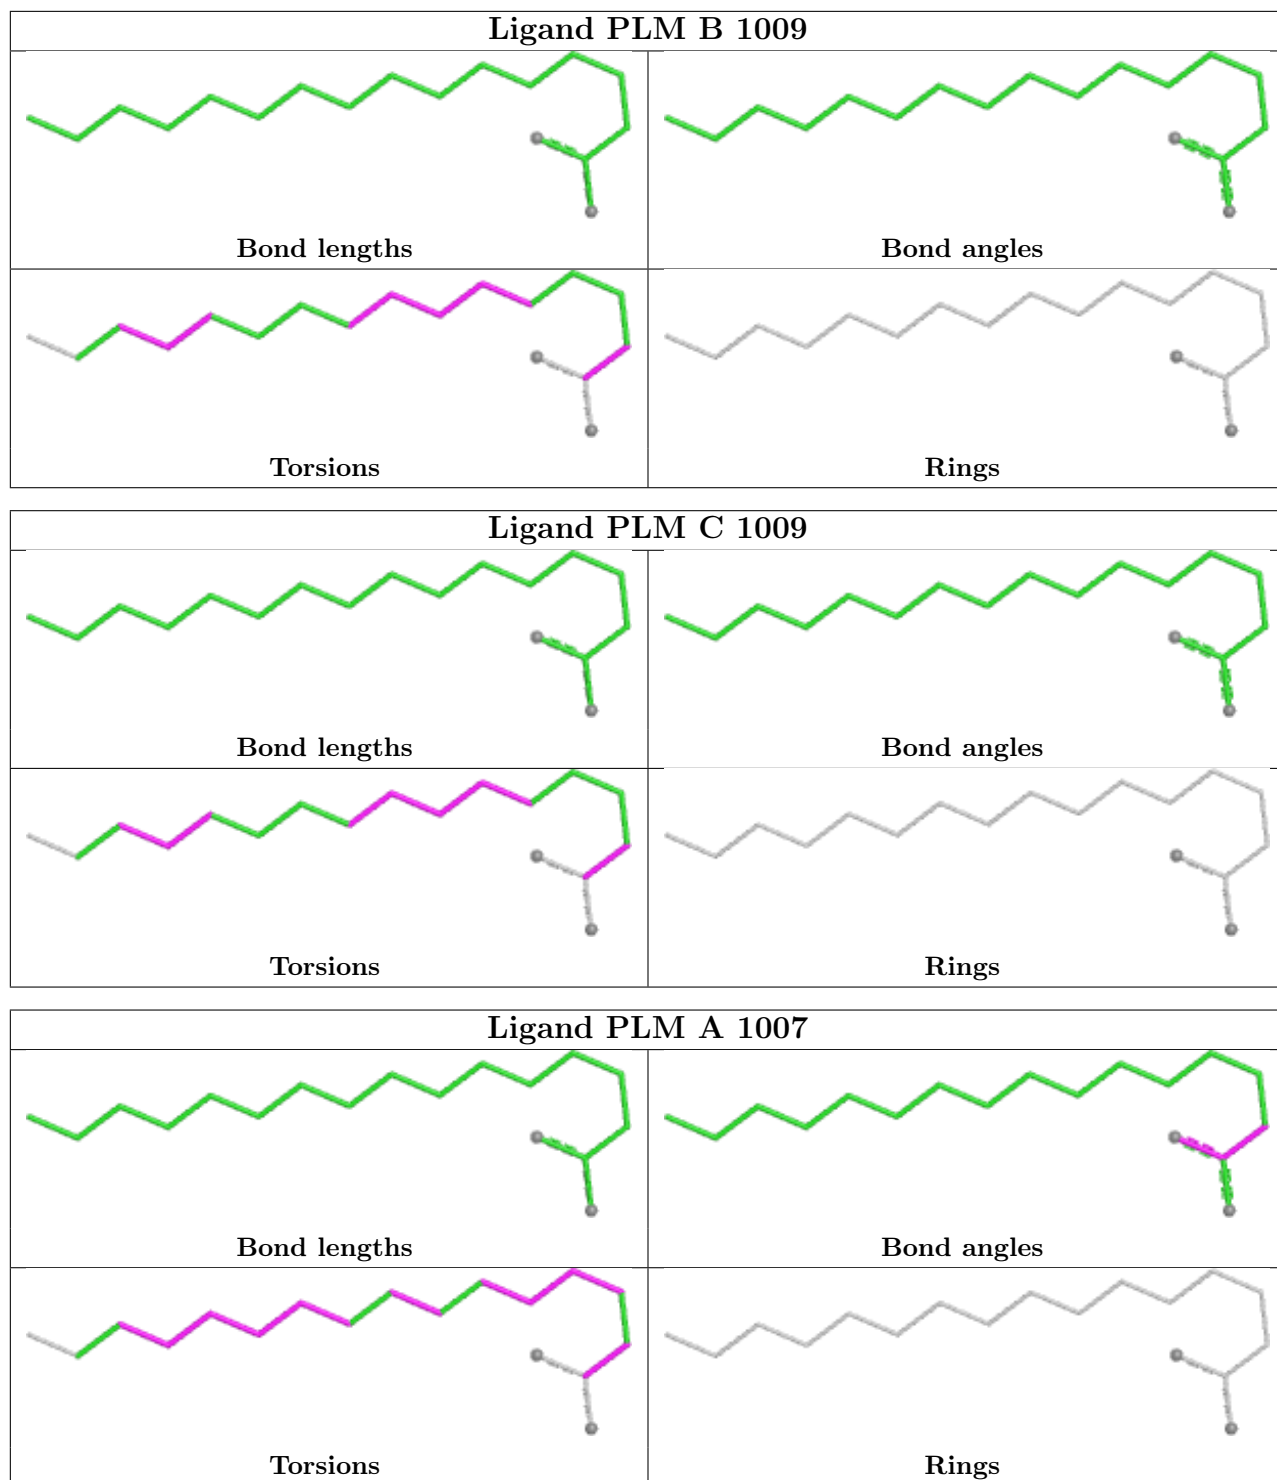 Ligand PLM B 1009
Bond lengths
Bond angles
Torsions
Rings
Ligand PLM C 1009
Bond lengths
Bond angles
Torsions
Rings
Ligand PLM A 1007
Bond lengths
Bond angles
Torsions
Rings